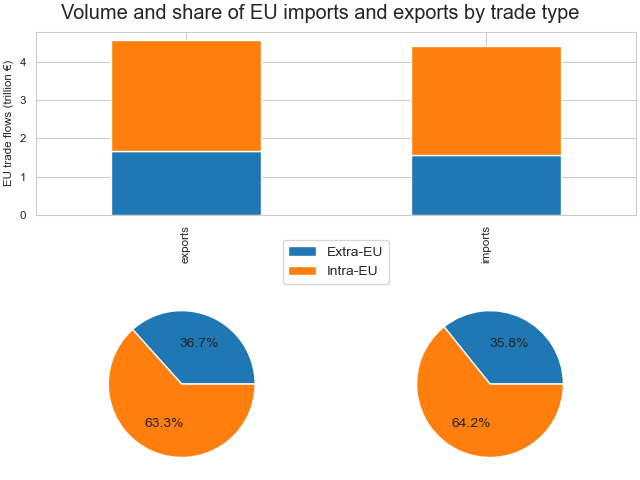 Volume and share of EU imports and exports by trade type
EU trade flows (trillion €)
4
3
2
1
0
exports
imports
Extra-EU
Intra-EU
36.7%
63.3%
35.8%
64.2%